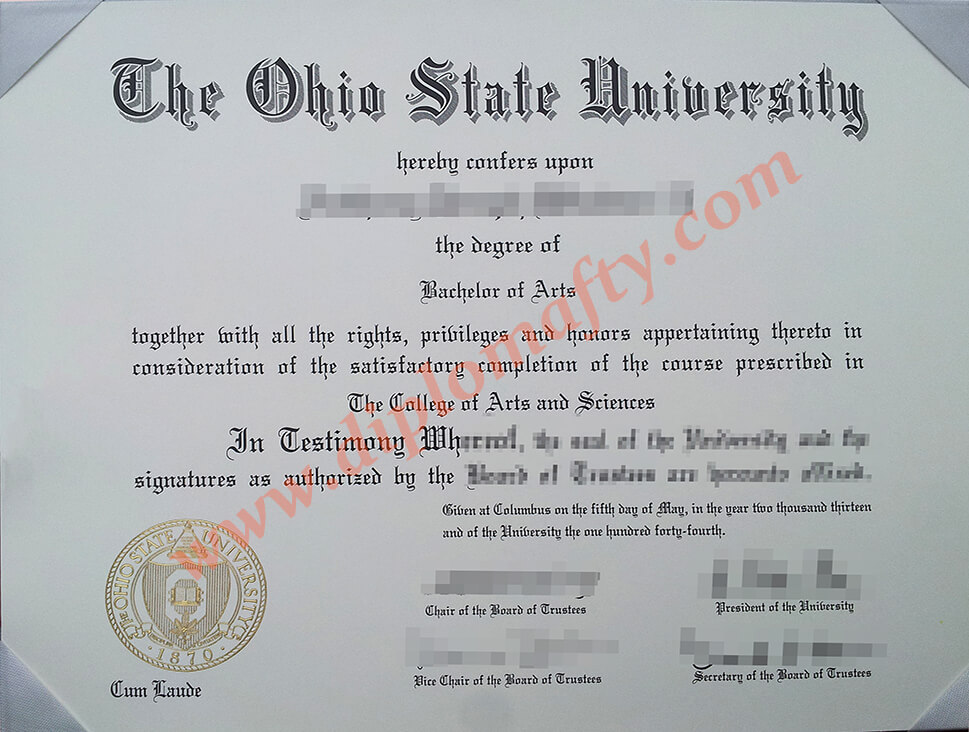 The Ohio State University
hereby confers upon
the degree of
Bachelor of Arts
together with all the rights, privileges and honors appertaining thereto in
consideration of the satisfactory completion of the course prescribed in
The College of Arts and Sciences
In Testimony
signatures as authorized by the
Given at Columbus on the fifth day of May, in the year two thousand thirteen
and of the University the one hundred forty-fourth.
www.diplomafty.com
THE OHIO STATE UNIVERSITY
1870
Cum Laude
Chair of the Board of Trustees
President of the University
Vice Chair of the Board of Trustees
Secretary of the Board of Trustees